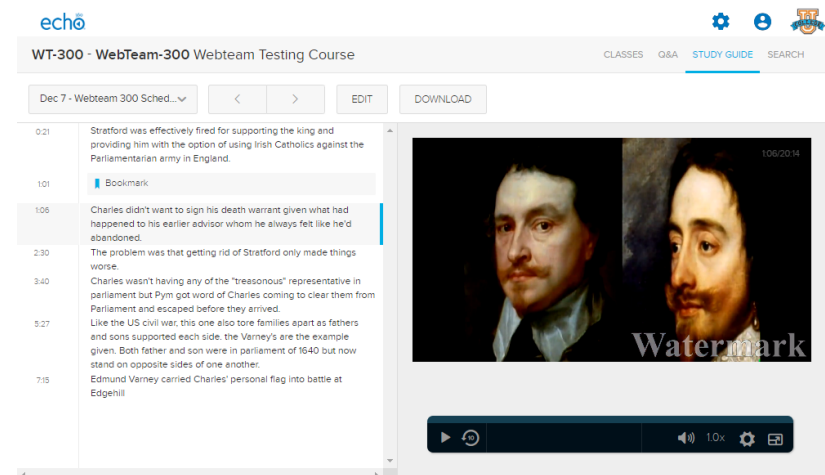 echo
WT-300 - WebTeam-300 Webteam Testing Course
CLASSES Q&A STUDY GUIDE SEARCH
Dec 7 - Webteam 300 Sched...
EDIT
DOWNLOAD
0:21 Stratford was effectively fired for supporting the king and
providing him with the option of using Irish Catholics against the
Parliamentarian army in England.
1:01 Bookmark
1:06 Charles didn't want to sign his death warrant given what had
happened to his earlier advisor whom he always felt like he'd
abandoned.
2:30 The problem was that getting rid of Stratford only made things
worse.
3:40 Charles wasn't having any of the "treasonous" representative in
parliament but Pym got word of Charles coming to clear them from
Parliament and escaped before they arrived.
5:27 Like the US civil war, this one also tore families apart as fathers
and sons supported each side. the Varney's are the example
given. Both father and son were in parliament of 1640 but now
stand on opposite sides of one another.
7:15 Edmund Varney carried Charles' personal flag into battle at
Edgehill
1:06/20:14
Watermark
10
1.0x